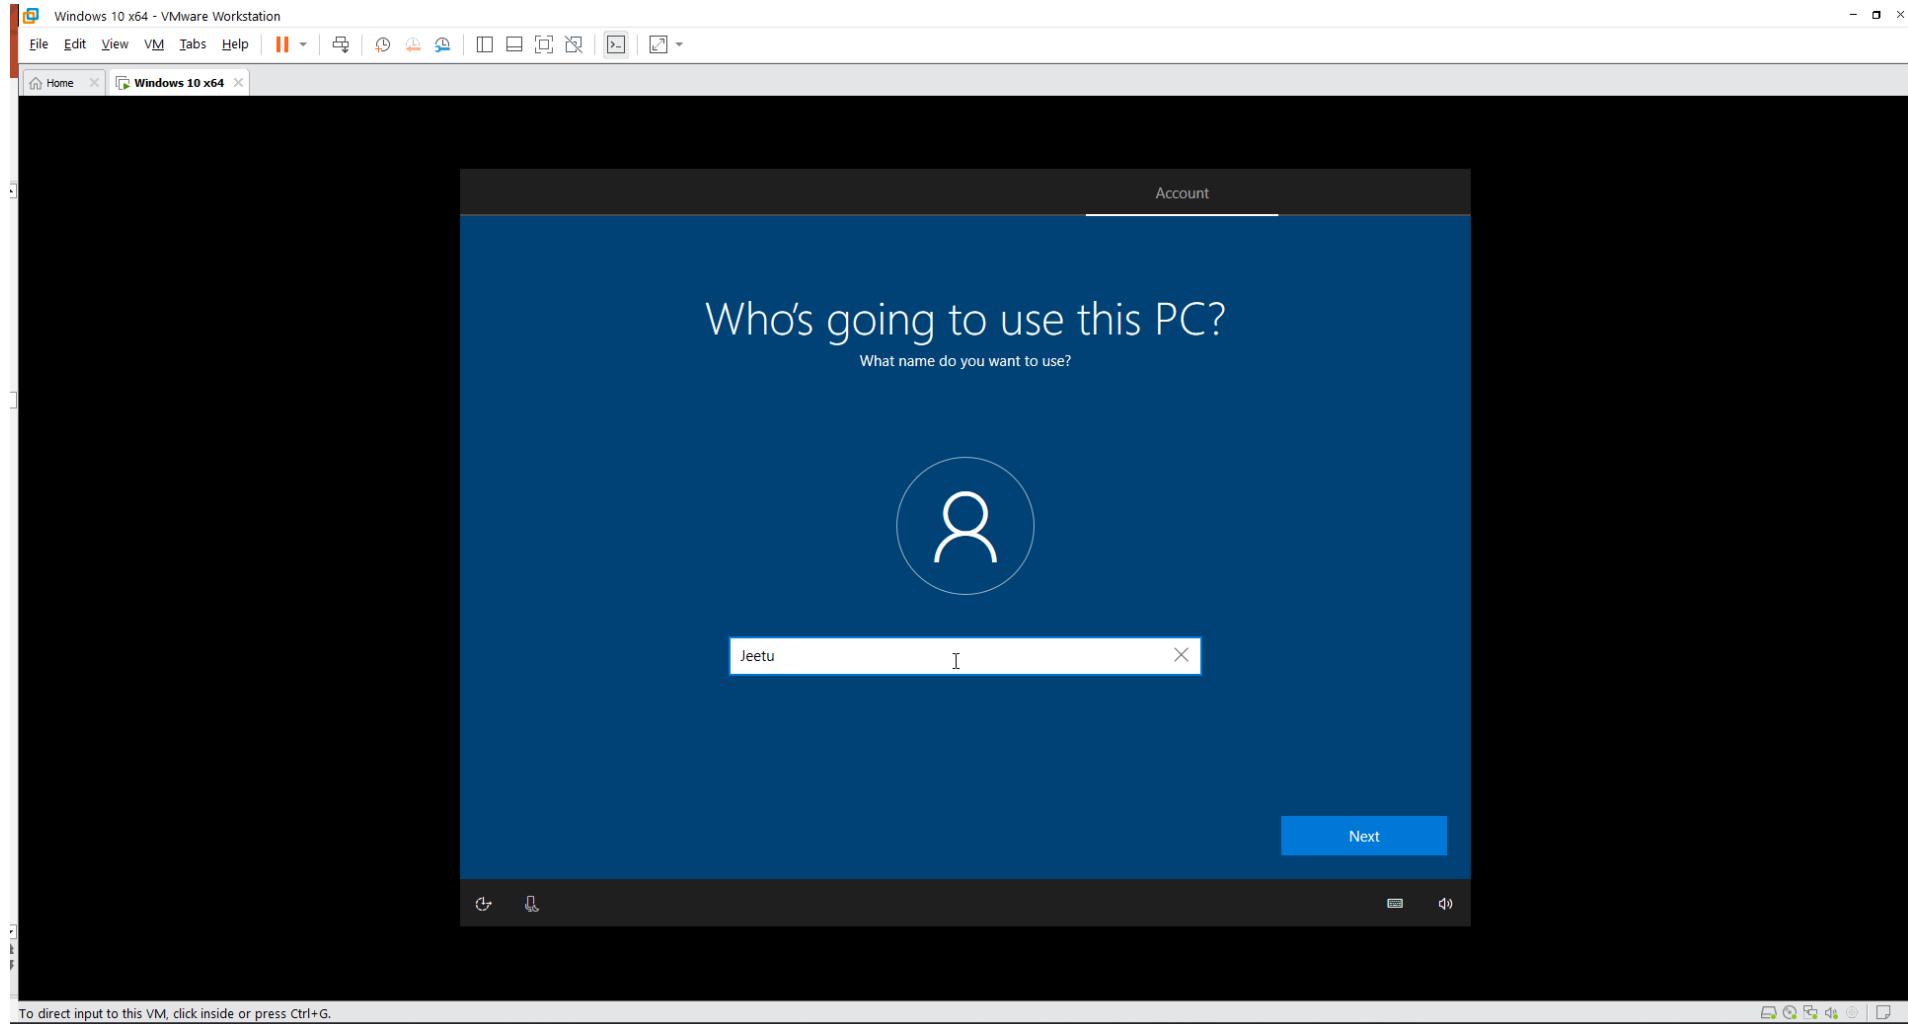 Windows 10 x64 - VMware Workstation
File Edit View VM Tabs Help
Home Windows 10 x64
Account
Who's going to use this PC?
What name do you want to use?
Jeetu
Next
To direct input to this VM, click inside or press Ctrl+G.